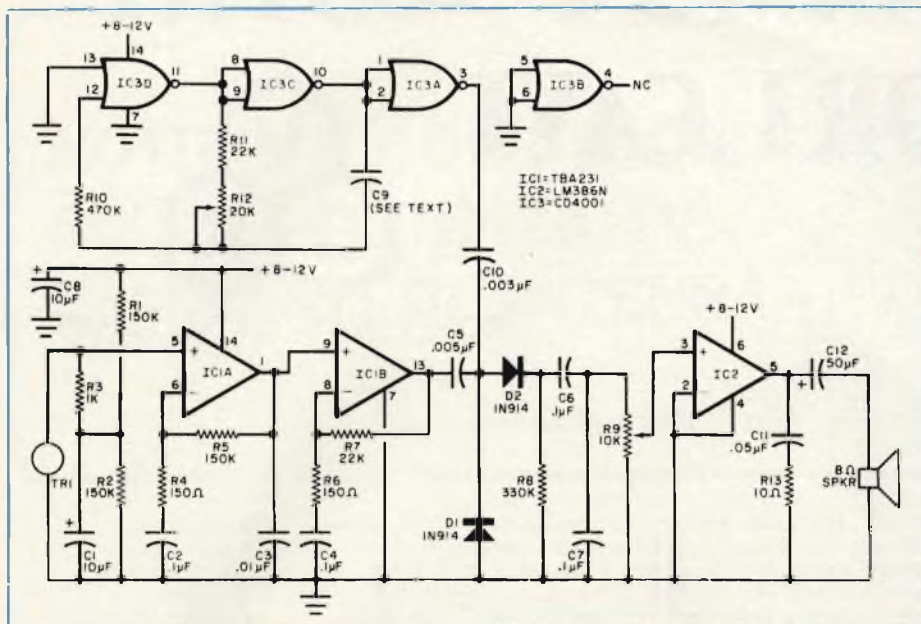 +8-12V
14
13
12
IC3D
11
7
8
9
IC3C
10
1
2
IC3A
3
5
6
IC3B
4
NC
R11
22K
R12
20K
R10
470K
C9
(SEE TEXT)
IC1=TBA231
IC2=LM386N
IC3=CD4001
C10
.003µF
+8-12V
+
C8
10µF
R1
150K
5
+
14
6
-
IC1A
1
9
+
8
-
IC1B
13
7
C5
.005µF
D2
1N914
C6
.1µF
+8-12V
3
+
6
2
-
IC2
5
4
C12
50µF
+
R3
1K
TR1
R2
150K
R5
150K
R4
150Ω
R7
22K
R6
150Ω
R8
330K
R9
10K
C11
.05µF
R13
10Ω
8Ω
SPKR
+
C1
10µF
C2
.1µF
C3
.01µF
C4
.1µF
D1
1N914
C7
.1µF